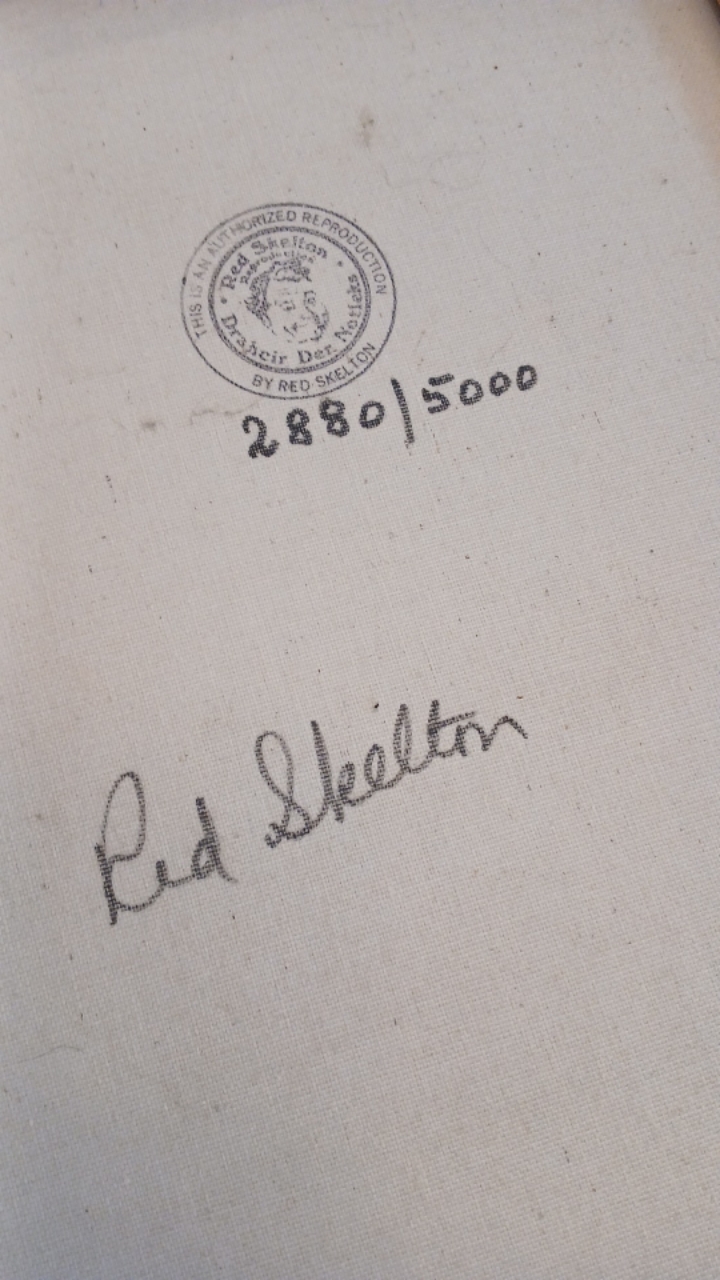 THIS IS AN AUTHORIZED REPRODUCTION
Red Skelton
Reproduction
Drahcir Der Notleks
BY RED SKELTON
2880/5000
Red Skelton